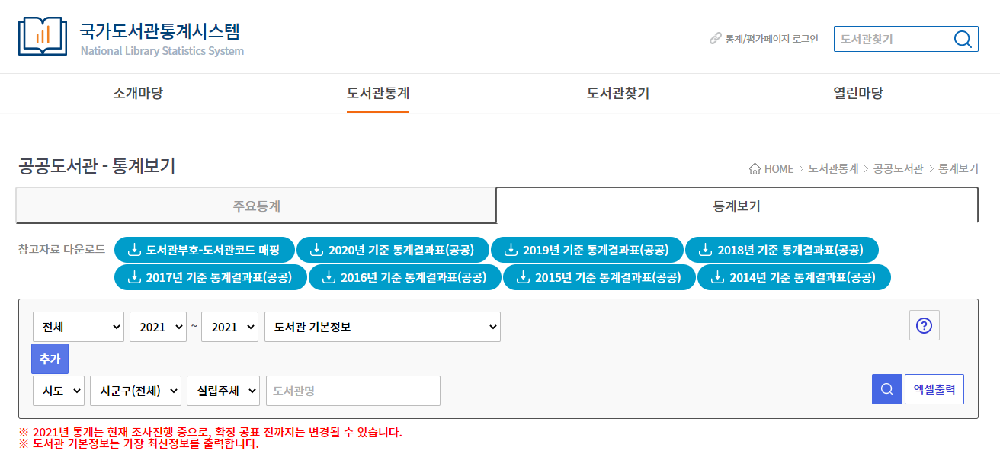 국가도서관통계시스템
National Library Statistics System
통계/평가페이지 로그인
도서관찾기
소개마당 도서관통계 도서관찾기 열린마당
공공도서관 - 통계보기
HOME > 도서관통계 > 공공도서관 > 통계보기
주요통계 통계보기
참고자료 다운로드 도서관부호-도서관코드 매핑 2020년 기준 통계결과표(공공) 2019년 기준 통계결과표(공공) 2018년 기준 통계결과표(공공)
2017년 기준 통계결과표(공공) 2016년 기준 통계결과표(공공) 2015년 기준 통계결과표(공공) 2014년 기준 통계결과표(공공)
전체 2021 ~ 2021 도서관 기본정보 ?
추가
시도 시군구(전체) 설립주체 도서관명 엑셀출력
※ 2021년 통계는 현재 조사진행 중으로, 확정 공표 전까지는 변경될 수 있습니다.
※ 도서관 기본정보는 가장 최신정보를 출력합니다.